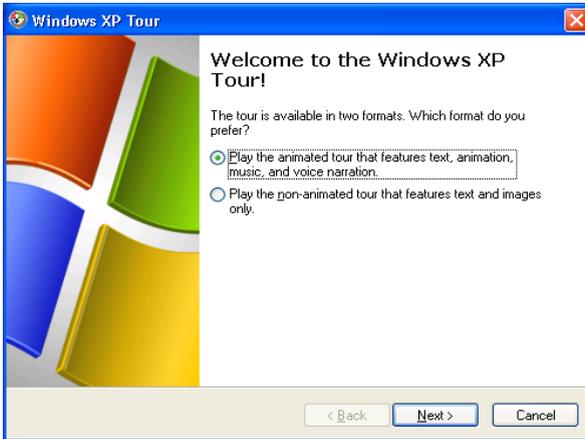 Windows XP Tour
Welcome to the Windows XP
Tour!
The tour is available in two formats. Which format do you
prefer?
Play the animated tour that features text, animation,
music, and voice narration.
Play the non-animated tour that features text and images
only.
< Back Next > Cancel